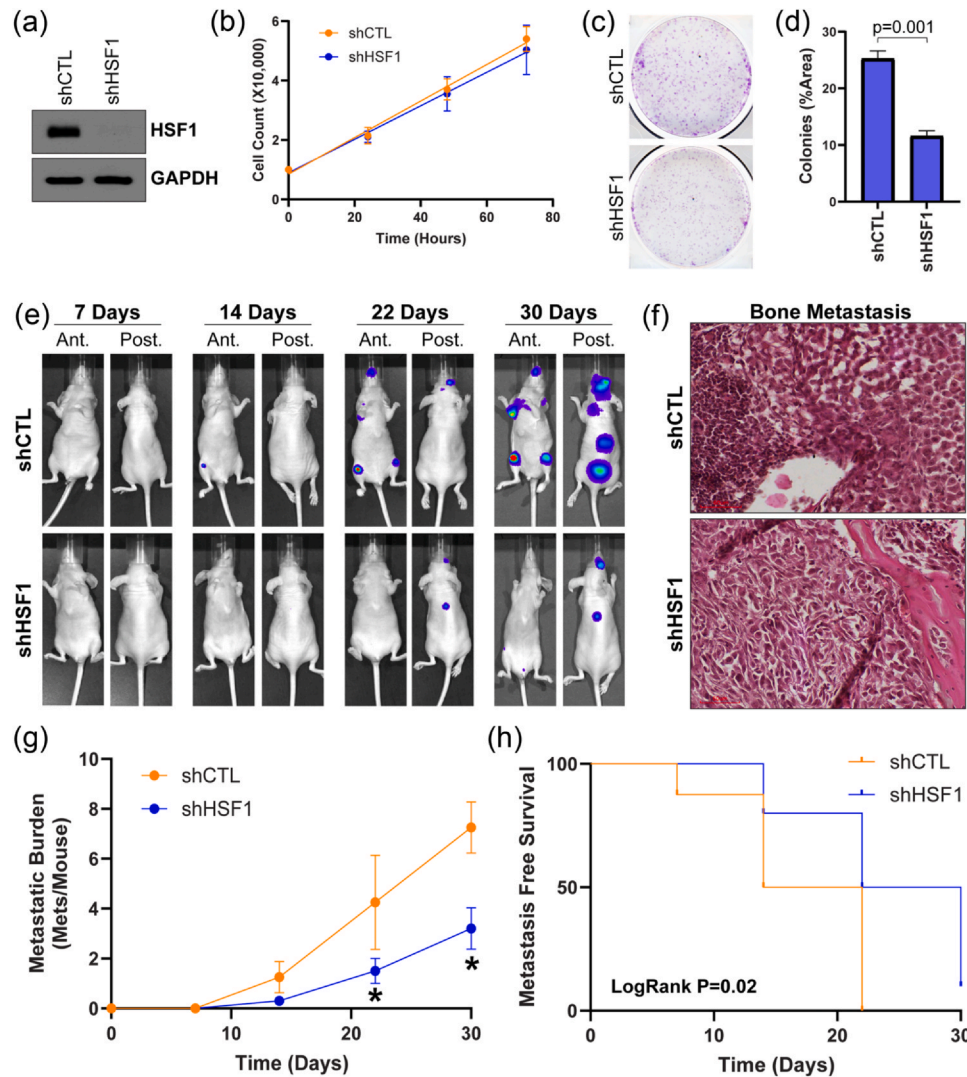 (a)
shCTL
shHSF1
HSF1
GAPDH
(b)
Cell Count (X10,000)
8
6
4
2
0
0 20 40 60 80
Time (Hours)
shCTL
shHSF1
(c)
shCTL
shHSF1
(d)
p=0.001
Colonies (%Area)
30
20
10
0
shCTL
shHSF1
(e)
7 Days 14 Days 22 Days 30 Days
Ant. Post. Ant. Post. Ant. Post. Ant. Post.
shCTL
shHSF1
(f)
Bone Metastasis
shCTL
shHSF1
(g)
shCTL
shHSF1
Metastatic Burden
(Mets/Mouse)
10
8
6
4
2
0
* *
0 10 20 30
Time (Days)
(h)
shCTL
shHSF1
Metastasis Free Survival
100
50
0
LogRank P=0.02
0 10 20 30
Time (Days)